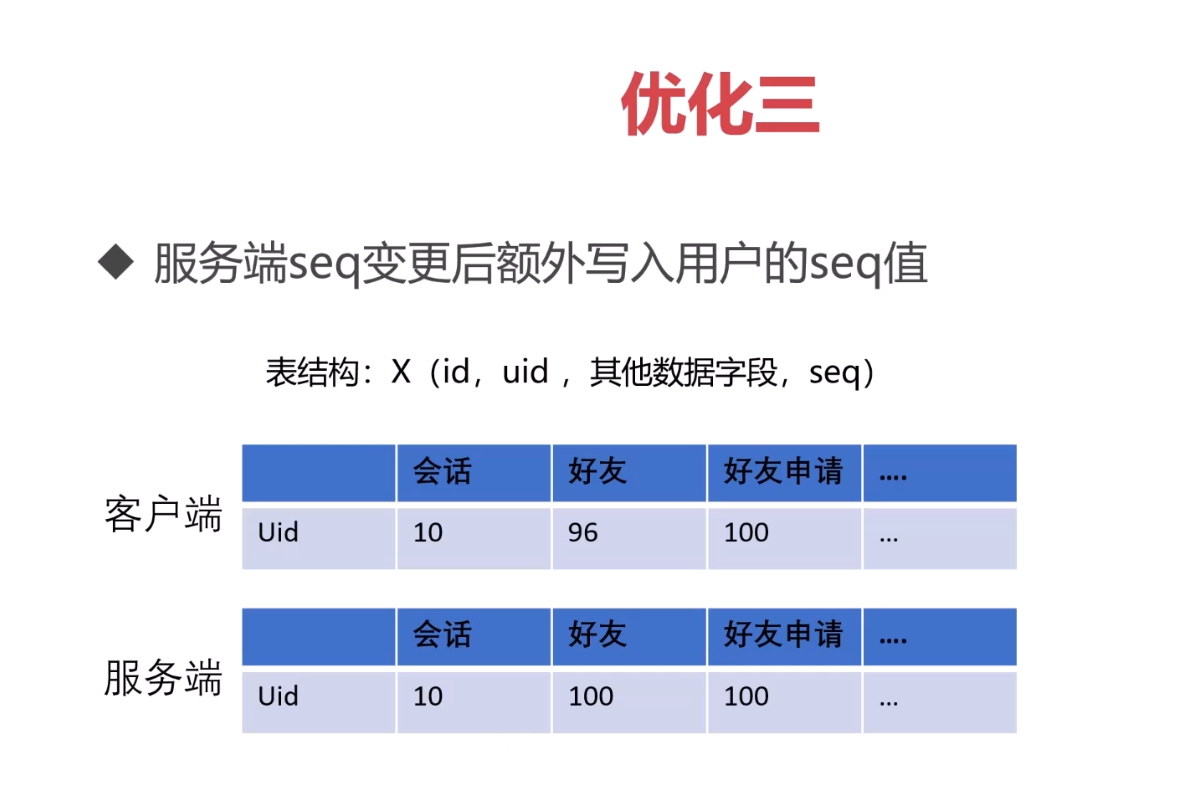 优化三
◆ 服务端seq变更后额外写入用户的seq值
表结构：X（id，uid ，其他数据字段，seq）
会话 好友 好友申请 ....
客户端
Uid 10 96 100 ...
会话 好友 好友申请 ....
服务端
Uid 10 100 100 ...